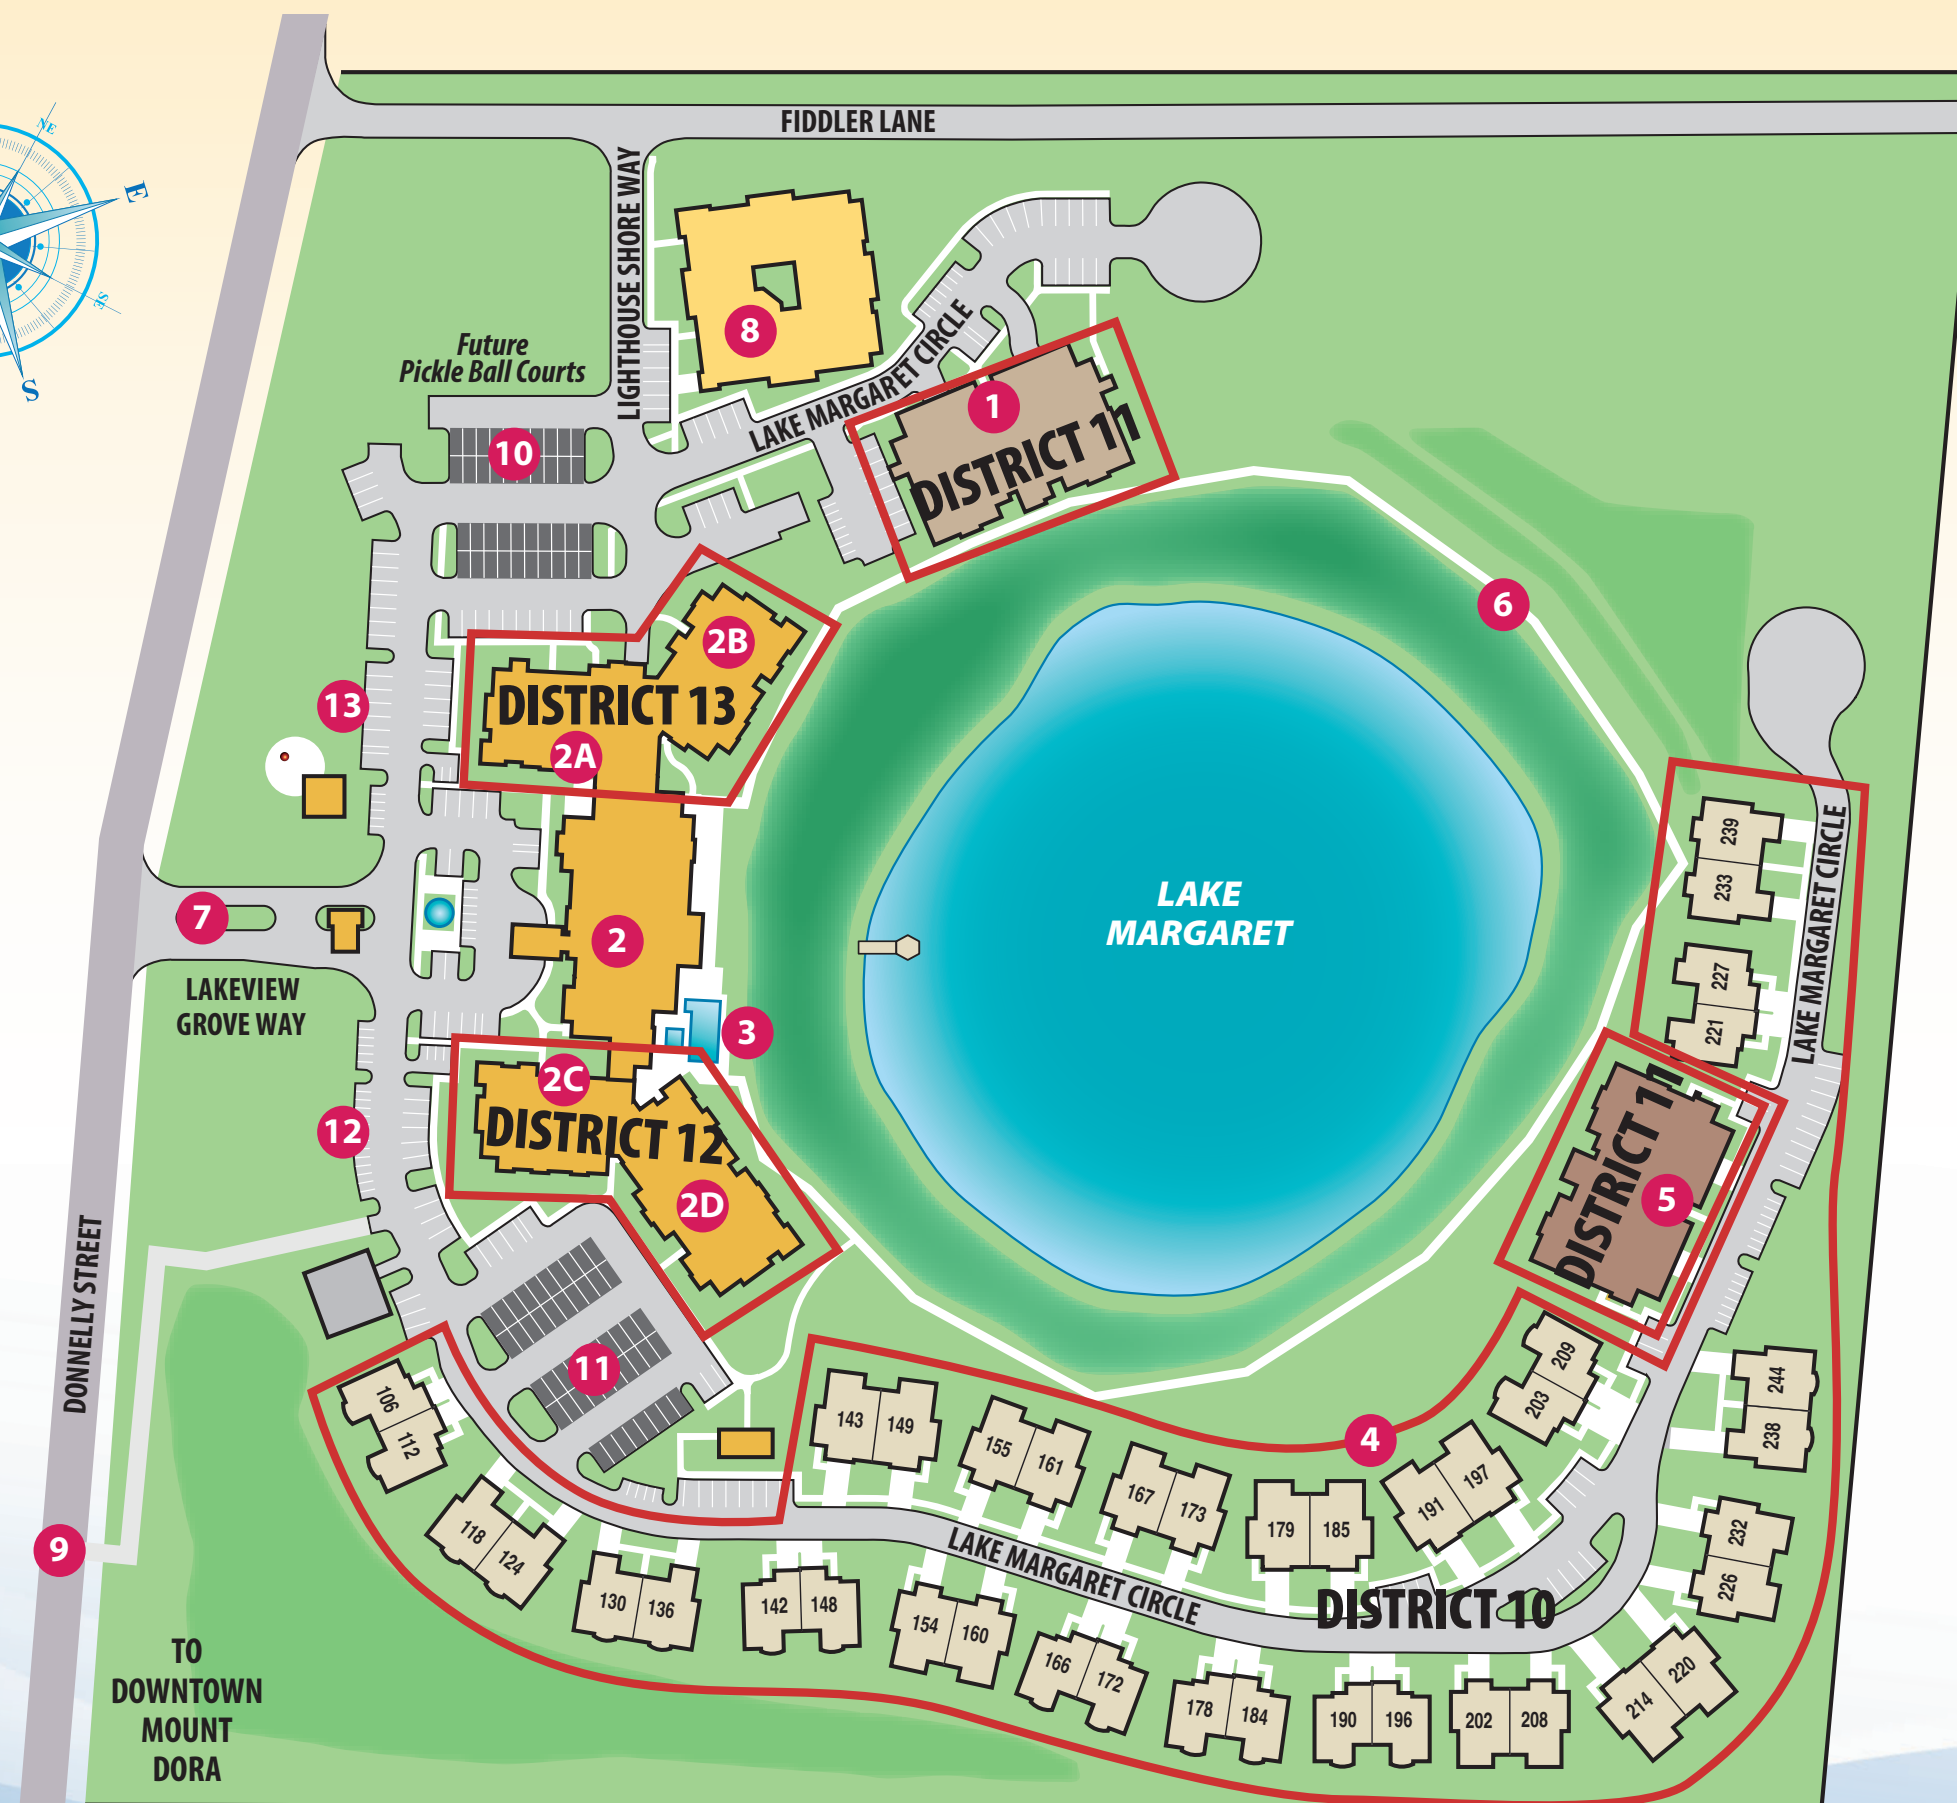 FIDDLER LANE
NE
E
SE
S
LIGHTHOUSE SHORE WAY
8
Future
Pickle Ball Courts
LAKE MARGARET CIRCLE
1
DISTRICT 11
10
6
2B
DISTRICT 13
2A
13
239
233
227
221
LAKE MARGARET CIRCLE
LAKE
MARGARET
7
2
LAKEVIEW
GROVE WAY
3
2C
DISTRICT 12
2D
12
DISTRICT 11
5
DONNELLY STREET
11
106
112
118
124
130
136
142
148
143
149
155
161
167
173
179
185
191
197
203
209
4
244
238
232
226
220
214
LAKE MARGARET CIRCLE
DISTRICT 10
154
160
166
172
178
184
190
196
202
208
9
TO
DOWNTOWN
MOUNT
DORA